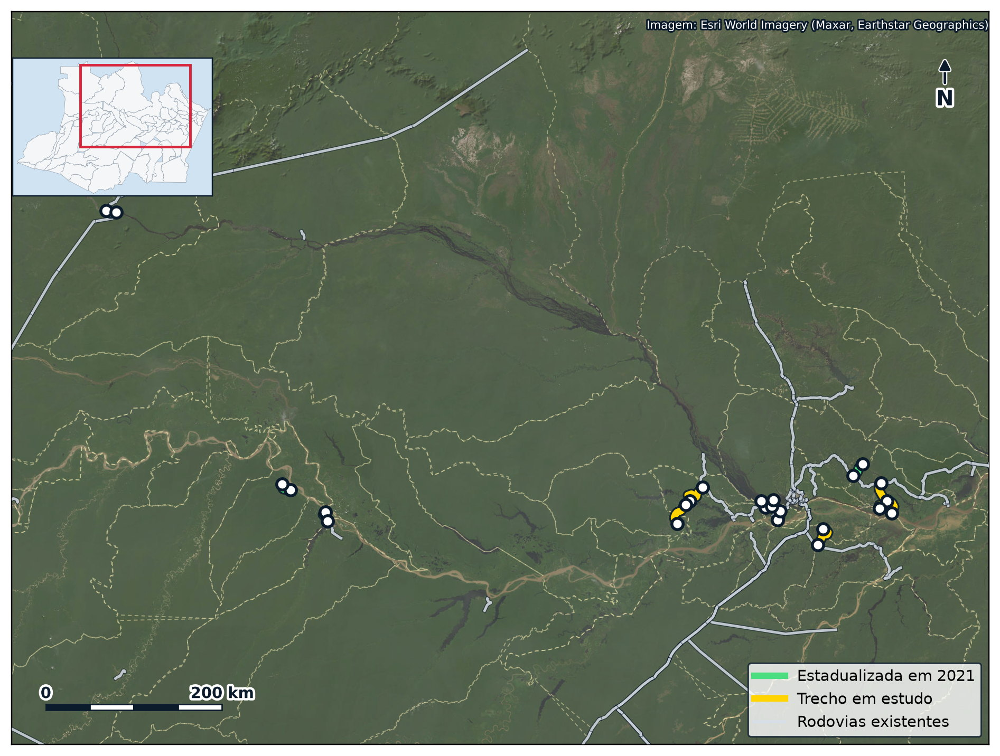 Imagem: Esri World Imagery (Maxar, Earthstar Geographics)
N
0 200 km
Estadualizada em 2021
Trecho em estudo
Rodovias existentes